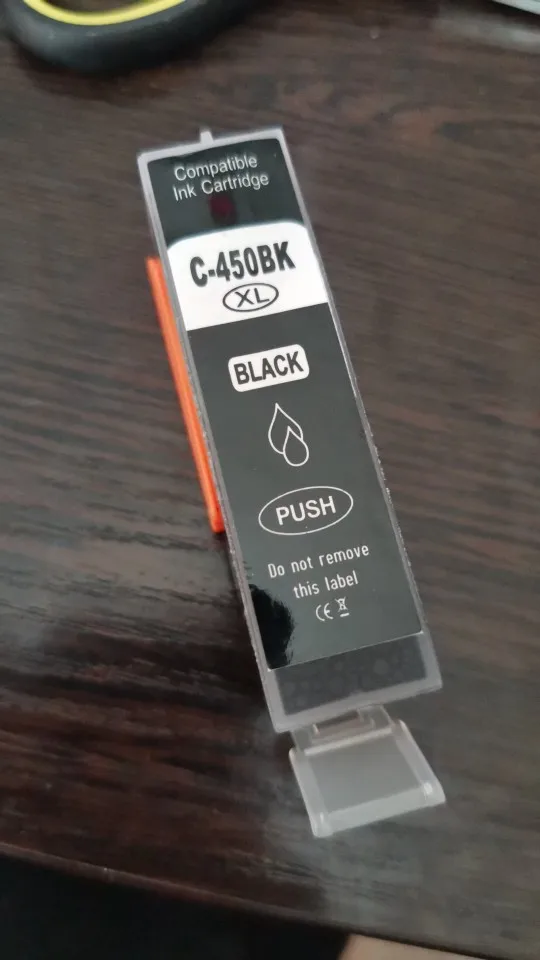 Compatible
Ink Cartridge
C-450BK
XL
BLACK
PUSH
Do not remove
this label
CE